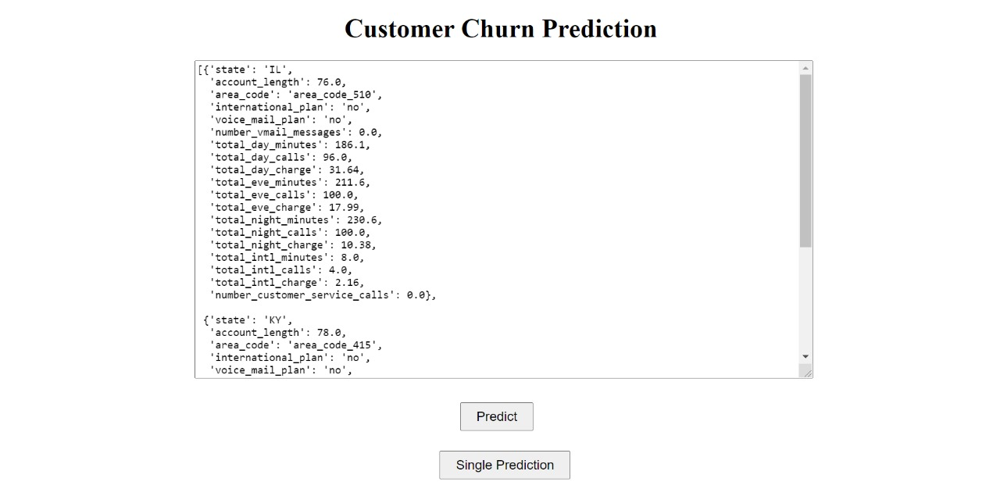 Customer Churn Prediction
[{'state': 'IL',
'account_length': 76.0,
'area_code': 'area_code_510',
'international_plan': 'no',
'voice_mail_plan': 'no',
'number_vmail_messages': 0.0,
'total_day_minutes': 186.1,
'total_day_calls': 96.0,
'total_day_charge': 31.64,
'total_eve_minutes': 211.6,
'total_eve_calls': 100.0,
'total_eve_charge': 17.99,
'total_night_minutes': 230.6,
'total_night_calls': 100.0,
'total_night_charge': 10.38,
'total_intl_minutes': 8.0,
'total_intl_calls': 4.0,
'total_intl_charge': 2.16,
'number_customer_service_calls': 0.0},
{'state': 'KY',
'account_length': 78.0,
'area_code': 'area_code_415',
'international_plan': 'no',
'voice_mail_plan': 'no',
Predict
Single Prediction